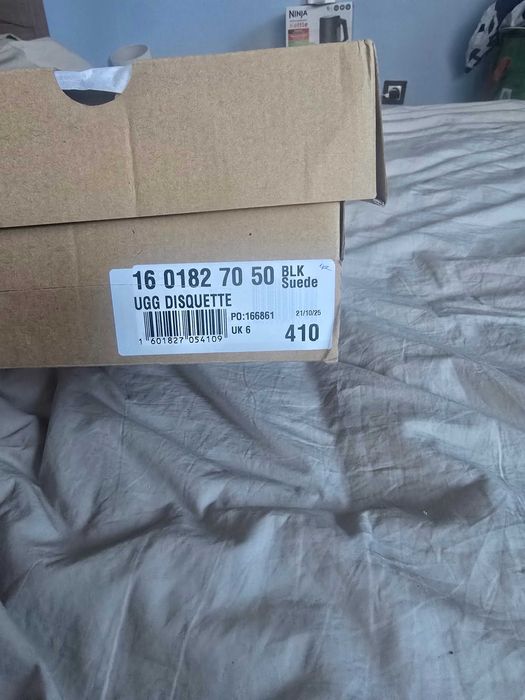 NINJA
16 0182 70 50 BLK Suede
UGG DISQUETTE
PO:166861 21/10/25
1 601827 054109 UK 6 410